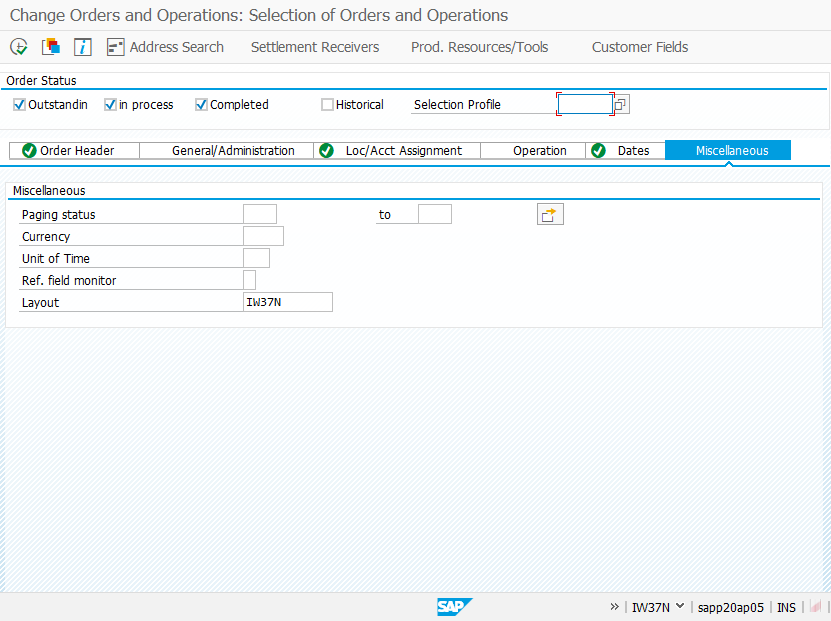 Change Orders and Operations: Selection of Orders and Operations
Address Search Settlement Receivers Prod. Resources/Tools Customer Fields
Order Status
Outstandin in process Completed Historical Selection Profile
Order Header General/Administration Loc/Acct Assignment Operation Dates Miscellaneous
Miscellaneous
Paging status to
Currency
Unit of Time
Ref. field monitor
Layout IW37N
SAP » IW37N sapp20ap05 INS